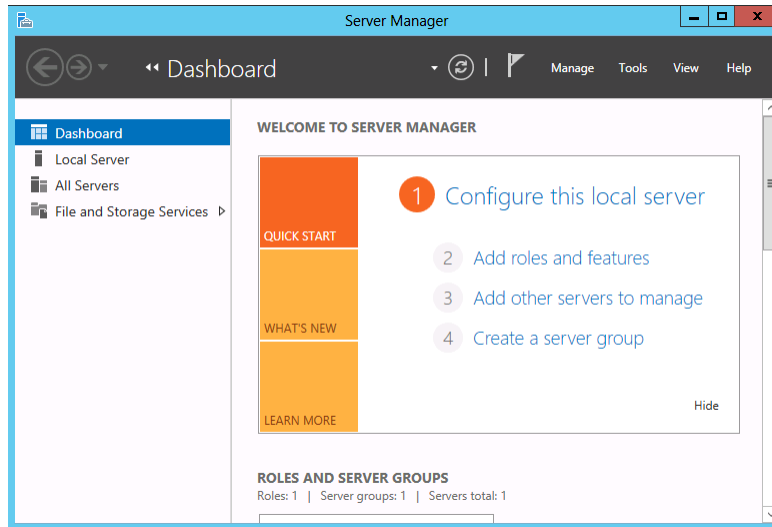 Server Manager
Dashboard
Manage Tools View Help
Dashboard
Local Server
All Servers
File and Storage Services
WELCOME TO SERVER MANAGER
QUICK START
WHAT'S NEW
LEARN MORE
1 Configure this local server
2 Add roles and features
3 Add other servers to manage
4 Create a server group
Hide
ROLES AND SERVER GROUPS
Roles: 1 | Server groups: 1 | Servers total: 1